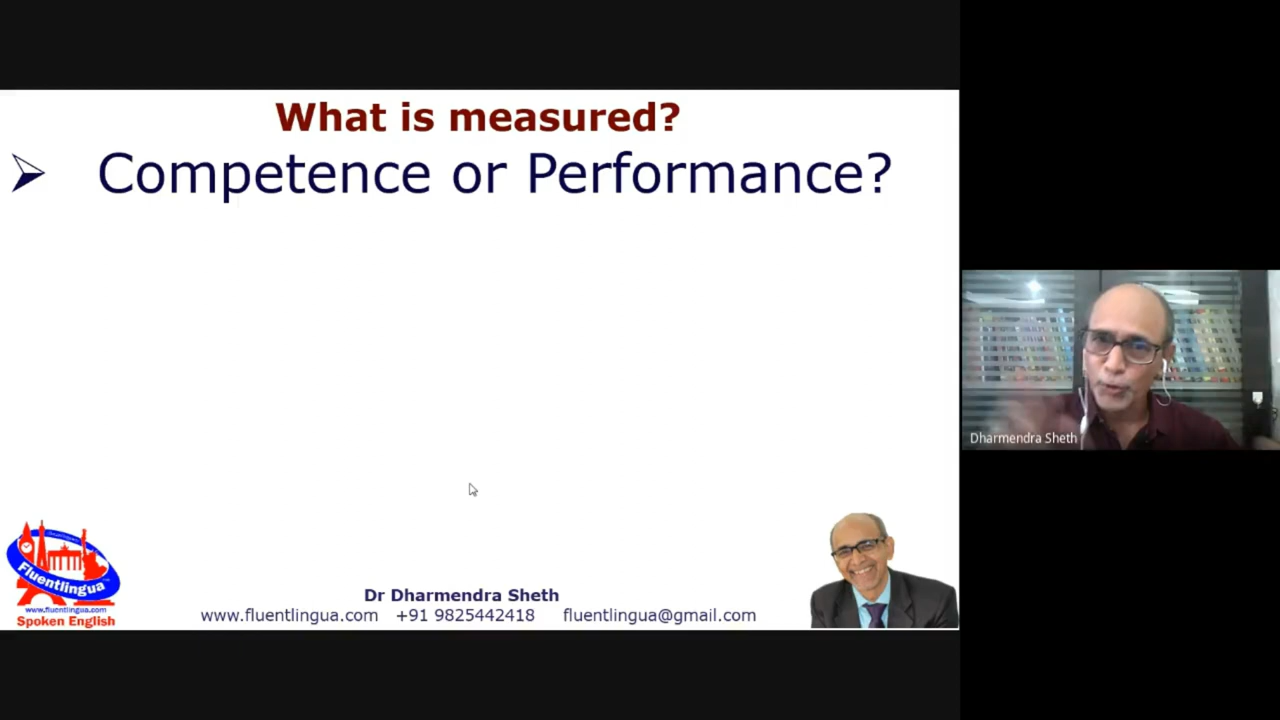 What is measured?
➢ Competence or Performance?
Dharmendra Sheth
Fluentlingua
www.fluentlingua.com
Spoken English
Dr Dharmendra Sheth
www.fluentlingua.com +91 9825442418 fluentlingua@gmail.com